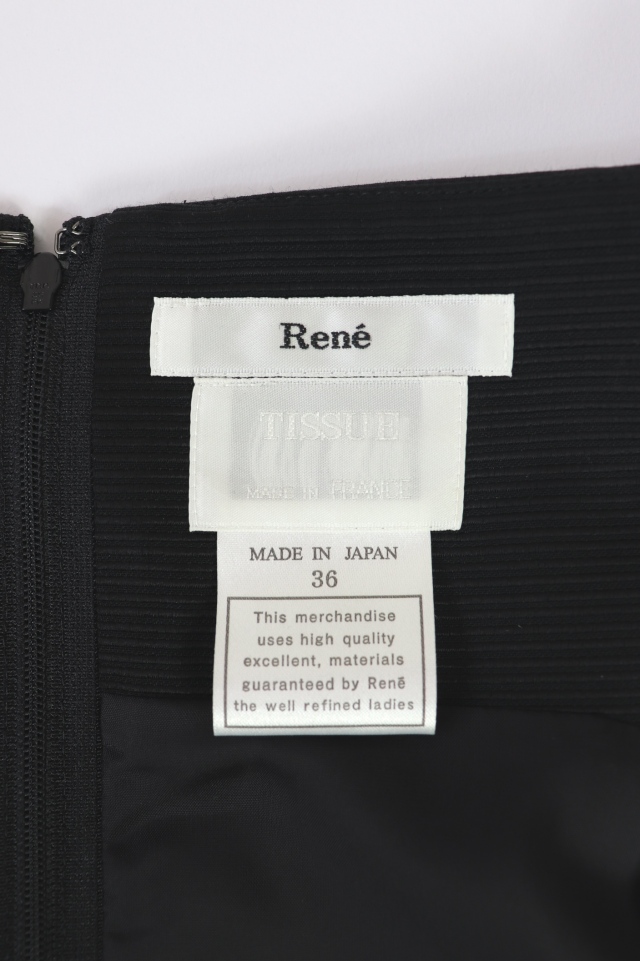 René
TISSUE
MADE IN FRANCE
MADE IN JAPAN
36
This merchandise
uses high quality
excellent, materials
guaranteed by René
the well refined ladies